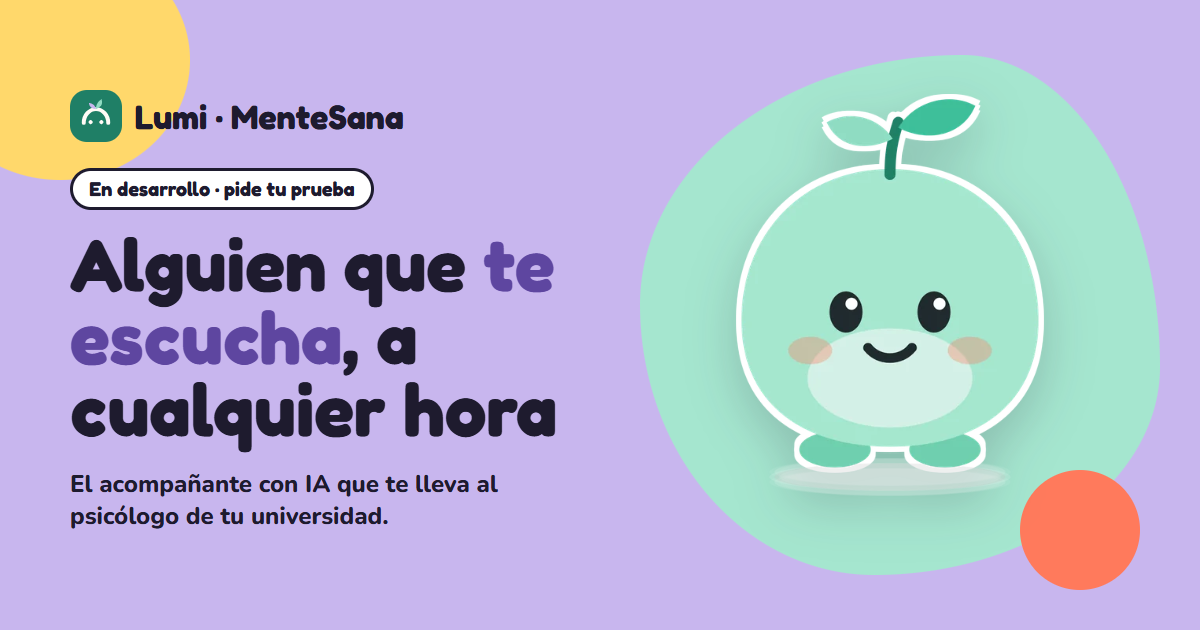 Lumi · MenteSana
En desarrollo · pide tu prueba
Alguien que te
escucha, a
cualquier hora
El acompañante con IA que te lleva al
psicólogo de tu universidad.